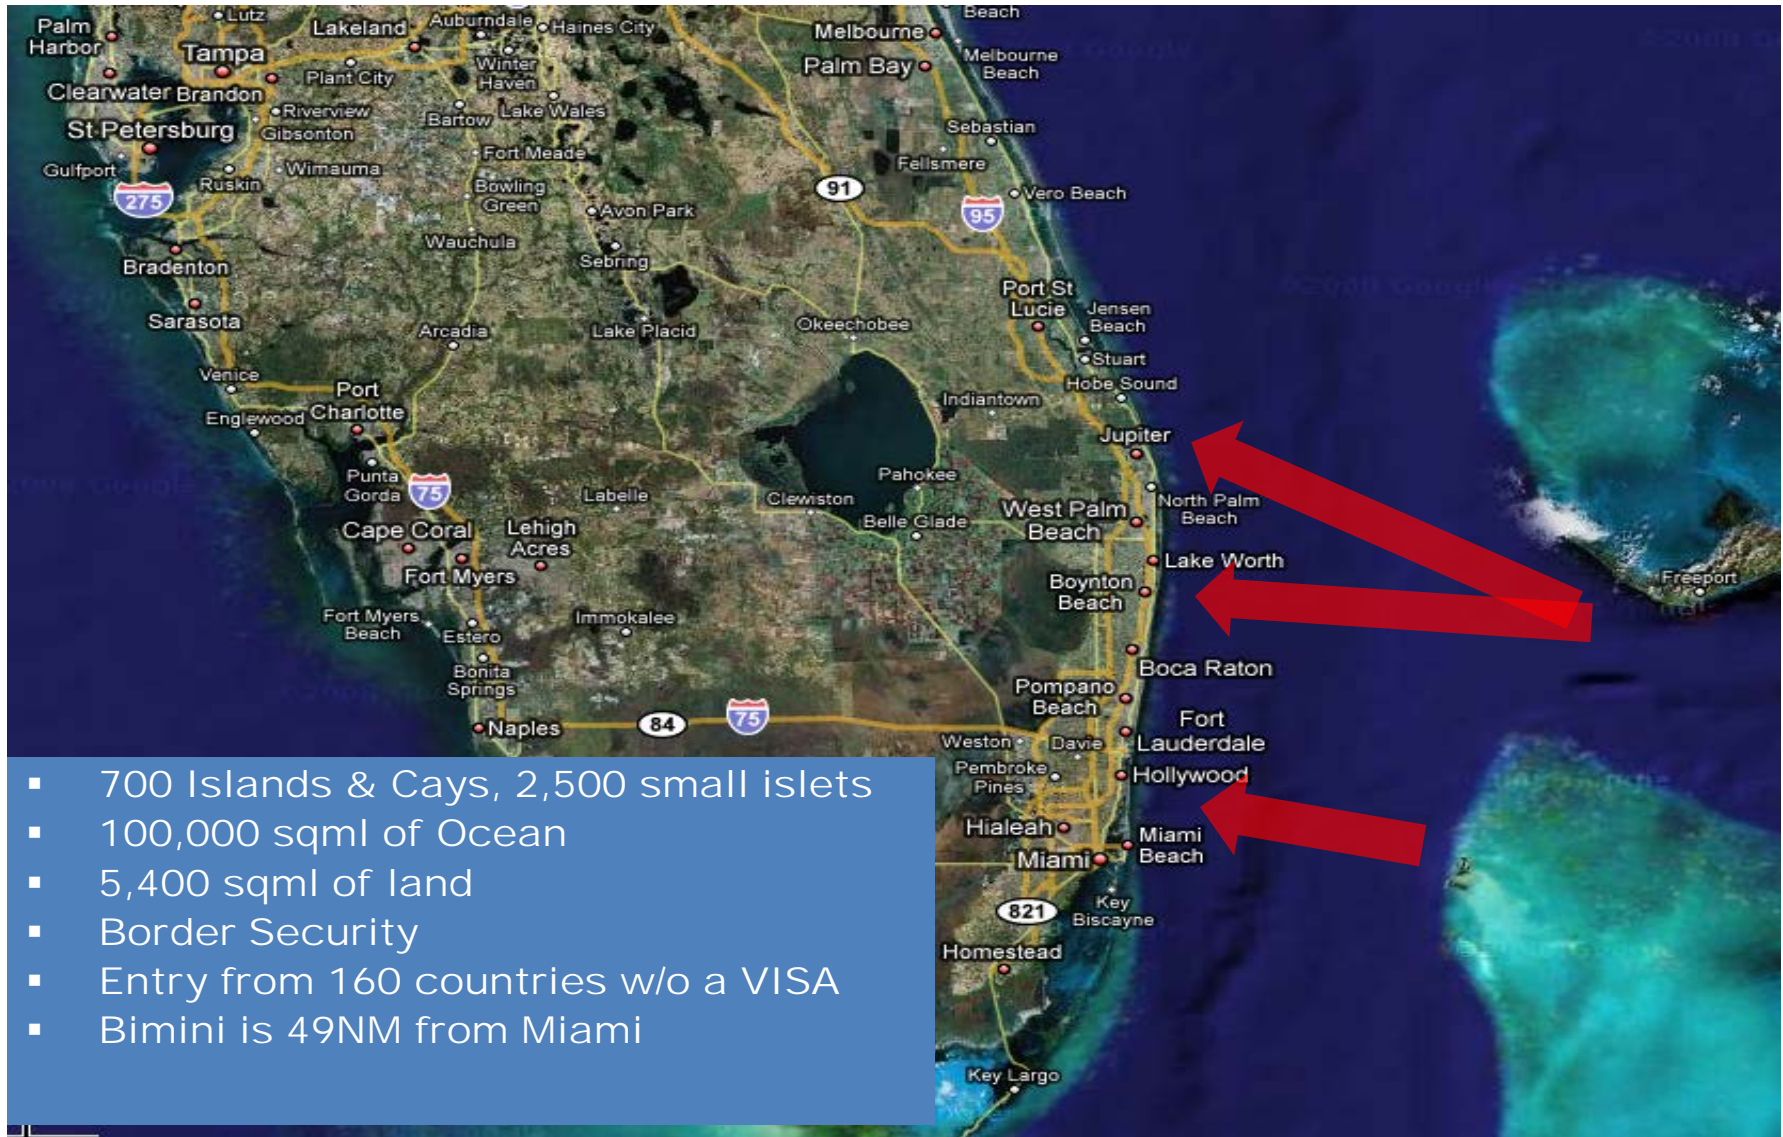 Beach
Lutz
Palm
Harbor
Lakeland
Auburndale
Haines City
Melbourne
Melbourne
Beach
Tampa
Plant City
Winter
Haven
Palm Bay
Clearwater
Brandon
Riverview
Gibsonton
Bartow
Lake Wales
St Petersburg
Sebastian
Gulfport
Ruskin
Wimauma
Fort Meade
Fellsmere
275
Bowling
Green
Avon Park
91
95
Vero Beach
Wauchula
Sebring
Bradenton
Port St
Lucie
Jensen
Beach
Sarasota
Arcadia
Lake Placid
Okeechobee
Stuart
Venice
Port
Charlotte
Indiantown
Hobe Sound
Englewood
Jupiter
Punta
Gorda
75
Labelle
Clewiston
Pahokee
North Palm
Beach
Cape Coral
Lehigh
Acres
Belle Glade
West Palm
Beach
Fort Myers
Lake Worth
Boynton
Beach
Freeport
Fort Myers
Beach
Estero
Immokalee
Bonita
Springs
Boca Raton
Pompano
Beach
Naples
84
75
Fort
Lauderdale
Weston
Davie
Pembroke
Pines
Hollywood
Hialeah
Miami
Beach
Miami
821
Key
Biscayne
Homestead
Key Largo
▪ 700 Islands & Cays, 2,500 small islets
▪ 100,000 sqml of Ocean
▪ 5,400 sqml of land
▪ Border Security
▪ Entry from 160 countries w/o a VISA
▪ Bimini is 49NM from Miami